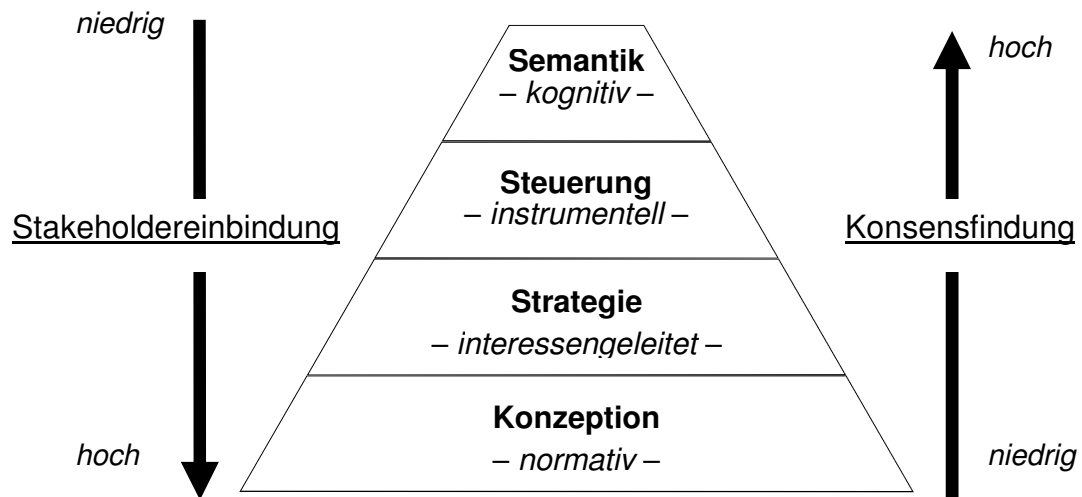 niedrig
hoch
Semantik
– kognitiv –
Steuerung
– instrumentell –
Stakeholdereinbindung
Konsensfindung
Strategie
– interessengeleitet –
Konzeption
– normativ –
hoch
niedrig